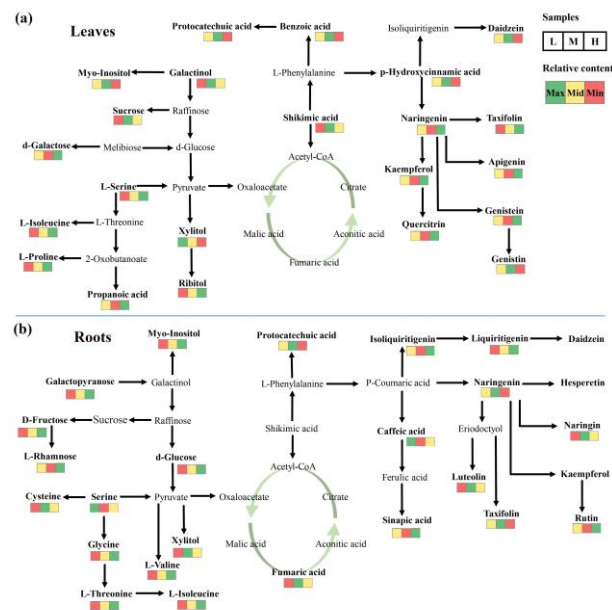 (a)
Leaves
Protocatechuic acid
Benzoic acid
Isoliquiritigenin
Daidzein
Samples
L M H
Relative content
Max Mid Min
Myo-Inositol
Galactinol
L-Phenylalanine
p-Hydroxycinnamic acid
Sucrose
Raffinose
Shikimic acid
Naringenin
Taxifolin
d-Galactose
Melibiose
d-Glucose
Acetyl-CoA
Kaempferol
Apigenin
L-Serine
Pyruvate
Oxaloacetate
Citrate
L-Isoleucine
L-Threonine
Xylitol
Malic acid
Aconitic acid
Quercitrin
Genistein
L-Proline
2-Oxobutanoate
Fumaric acid
Propanoic acid
Ribitol
Genistin
(b)
Roots
Myo-Inositol
Protocatechuic acid
Isoliquiritigenin
Liquiritigenin
Daidzein
Galactopyranose
Galactinol
L-Phenylalanine
P-Coumaric acid
Naringenin
Hesperetin
D-Fructose
Sucrose
Raffinose
Shikimic acid
Caffeic acid
Eriodoctyol
Naringin
L-Rhamnose
d-Glucose
Acetyl-CoA
Ferulic acid
Luteolin
Kaempferol
Cysteine
Serine
Pyruvate
Oxaloacetate
Citrate
Sinapic acid
Taxifolin
Rutin
Glycine
Xylitol
Malic acid
Aconitic acid
L-Valine
Fumaric acid
L-Threonine
L-Isoleucine